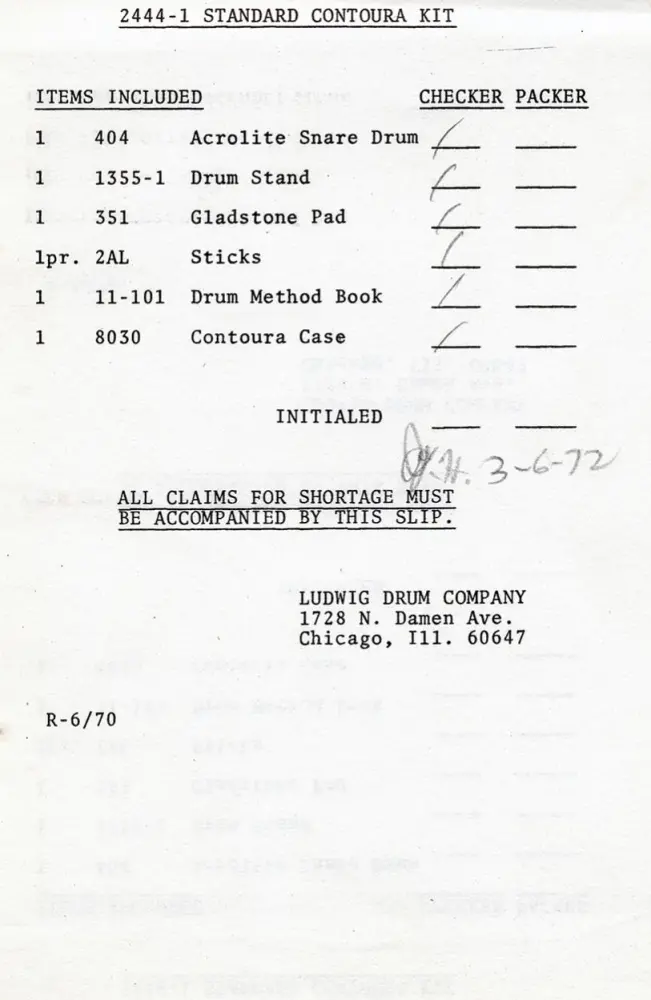 2444-1 STANDARD CONTOURA KIT
ITEMS INCLUDED CHECKER PACKER
1 404 Acrolite Snare Drum
1 1355-1 Drum Stand
1 351 Gladstone Pad
1pr. 2AL Sticks
1 11-101 Drum Method Book
1 8030 Contoura Case
INITIALED
H. 3-6-72
ALL CLAIMS FOR SHORTAGE MUST
BE ACCOMPANIED BY THIS SLIP.
LUDWIG DRUM COMPANY
1728 N. Damen Ave.
Chicago, Ill. 60647
R-6/70